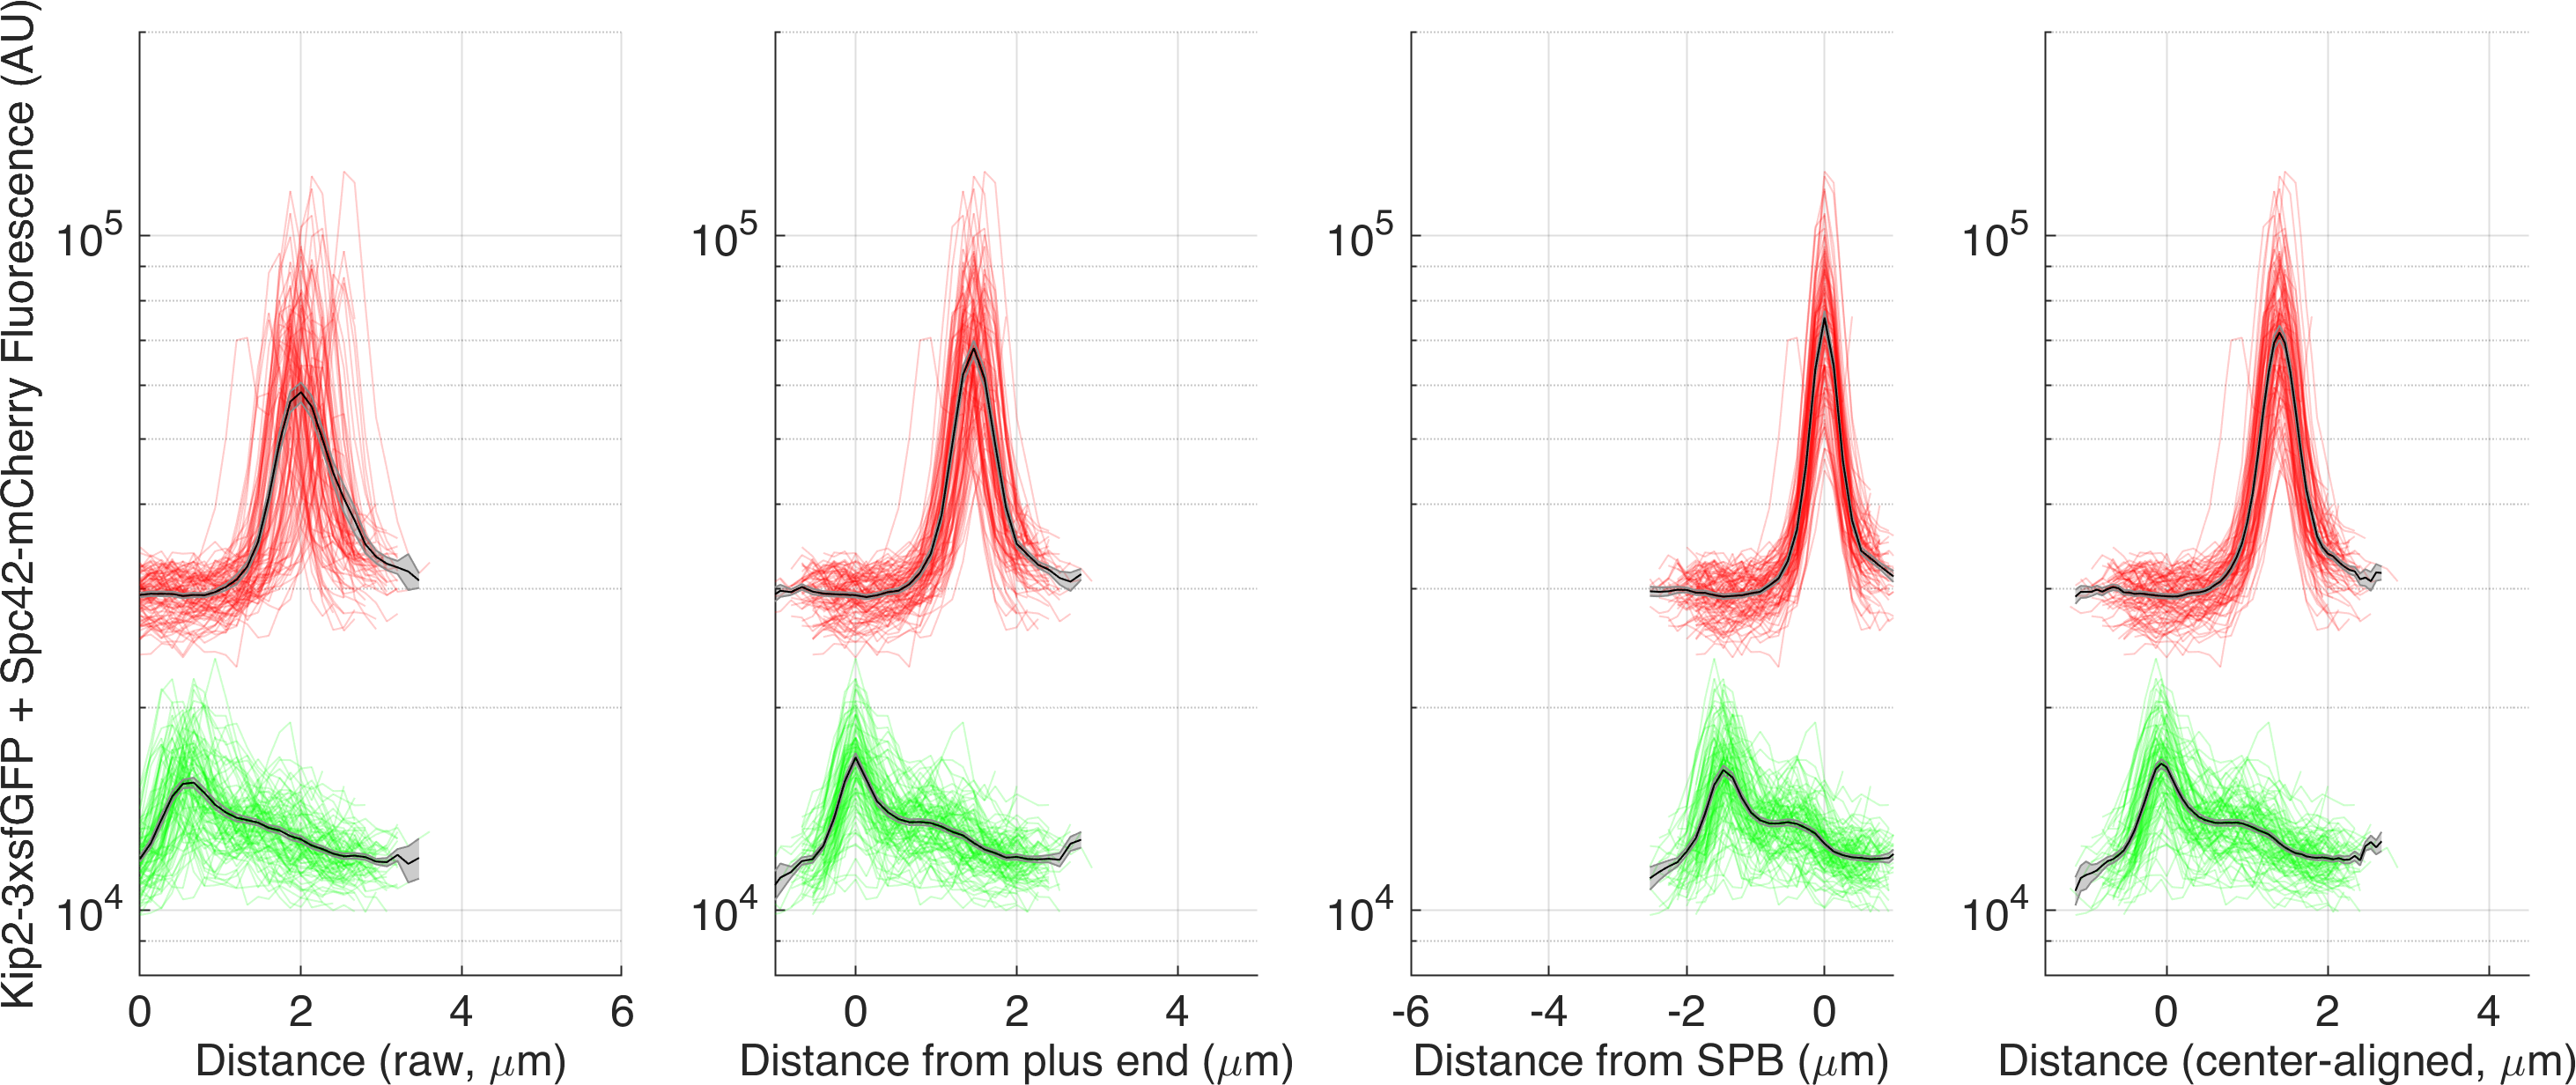 Kip2-3xsfGFP + Spc42-mCherry Fluorescence (AU)
10^5
10^4
0 2 4 6
Distance (raw, μm)
10^5
10^4
0 2 4
Distance from plus end (μm)
10^5
10^4
-6 -4 -2 0
Distance from SPB (μm)
10^5
10^4
0 2 4
Distance (center-aligned, μm)